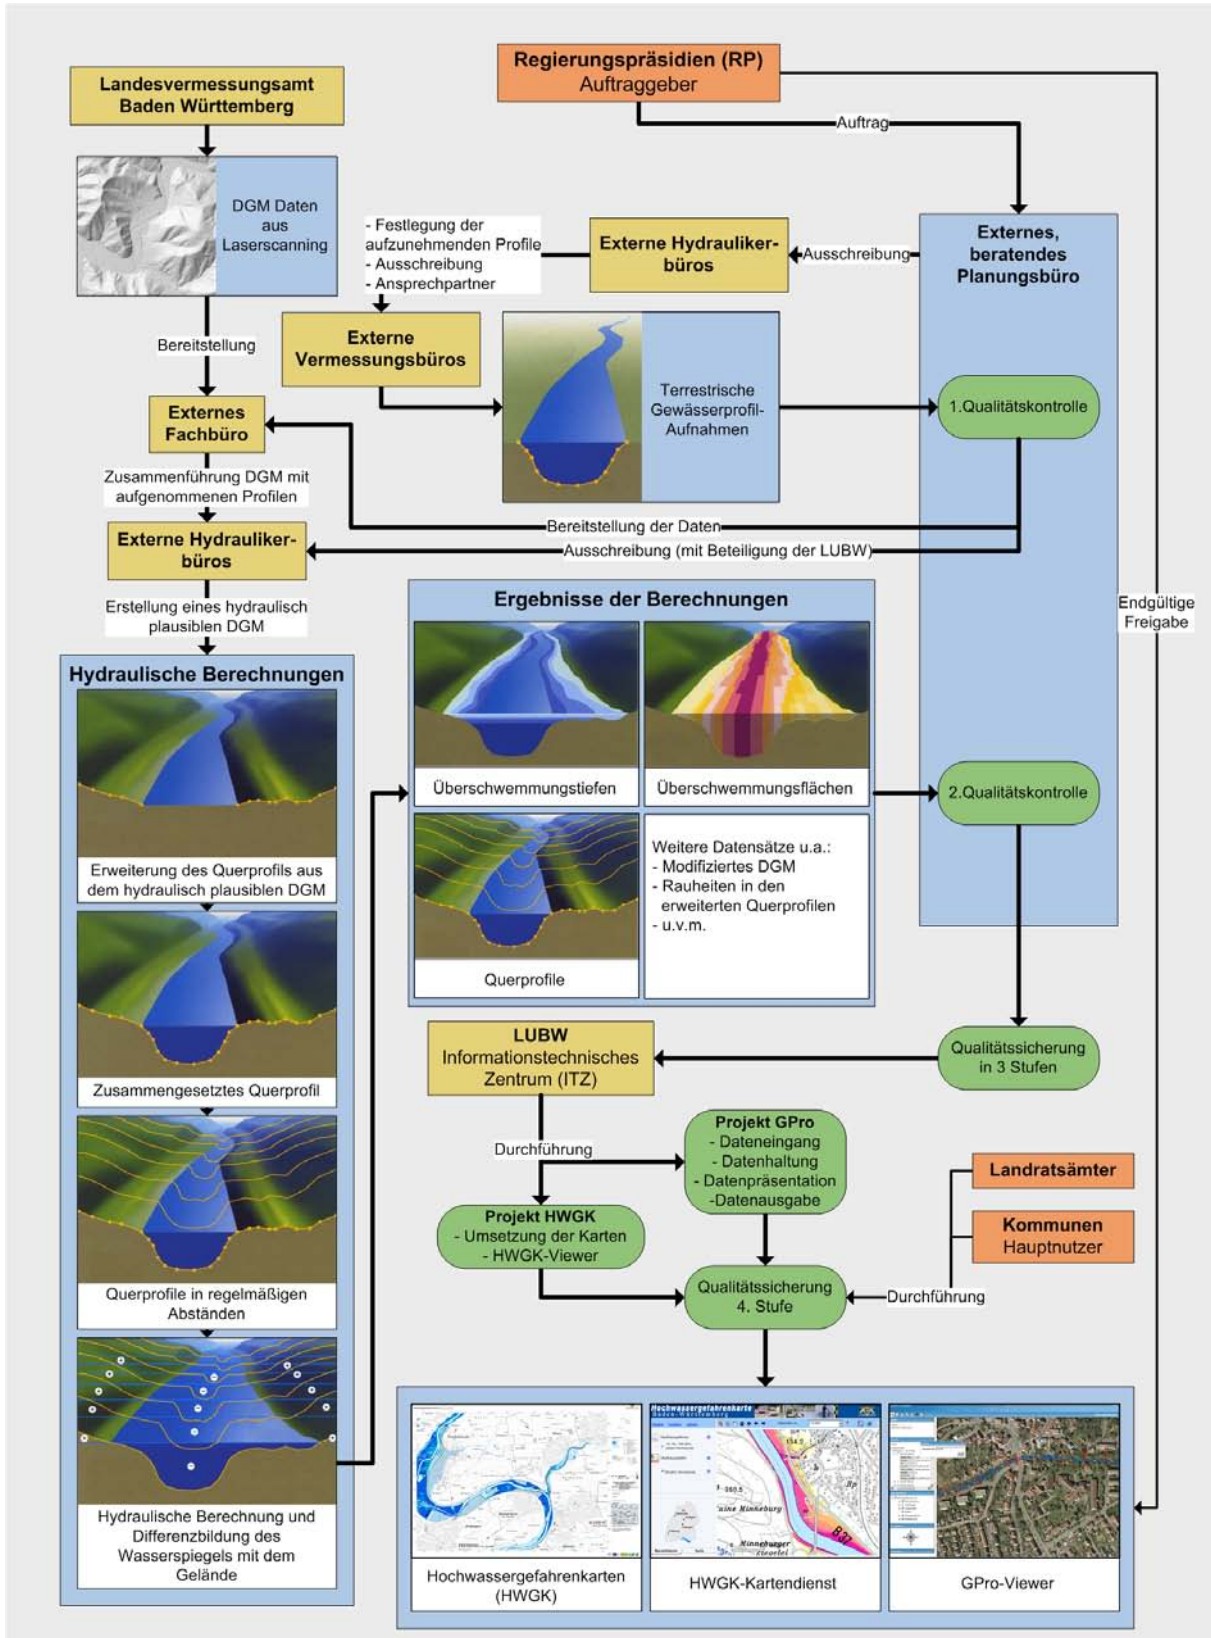 Regierungspräsidien (RP)
Auftraggeber
Landesvermessungsamt
Baden Württemberg
Auftrag
DGM Daten
aus
Laserscanning
- Festlegung der
aufzunehmenden Profile
- Ausschreibung
- Ansprechpartner
Externe Hydrauliker-
büros
Ausschreibung
Externes,
beratendes
Planungsbüro
Bereitstellung
Externe
Vermessungsbüros
Terrestrische
Gewässerprofil-
Aufnahmen
1.Qualitätskontrolle
Externes
Fachbüro
Zusammenführung DGM mit
aufgenommenen Profilen
Bereitstellung der Daten
Externe Hydrauliker-
büros
Ausschreibung (mit Beteiligung der LUBW)
Erstellung eines hydraulisch
plausiblen DGM
Endgültige
Freigabe
Ergebnisse der Berechnungen
Überschwemmungstiefen
Überschwemmungsflächen
Querprofile
Weitere Datensätze u.a.:
- Modifiziertes DGM
- Rauheiten in den
erweiterten Querprofilen
- u.v.m.
2.Qualitätskontrolle
Hydraulische Berechnungen
Erweiterung des Querprofils aus
dem hydraulisch plausiblen DGM
Zusammengesetztes Querprofil
Querprofile in regelmäßigen
Abständen
Hydraulische Berechnung und
Differenzbildung des
Wasserspiegels mit dem
Gelände
LUBW
Informationstechnisches
Zentrum (ITZ)
Qualitätssicherung
in 3 Stufen
Durchführung
Projekt GPro
- Dateneingang
- Datenhaltung
- Datenpräsentation
-Datenausgabe
Projekt HWGK
- Umsetzung der Karten
- HWGK-Viewer
Landratsämter
Kommunen
Hauptnutzer
Qualitätssicherung
4. Stufe
Durchführung
Hochwassergefahrenkarte
Baden-Württemberg
Minneburg
Minneburger
B37
Hochwassergefahrenkarten
(HWGK)
HWGK-Kartendienst
GPro-Viewer